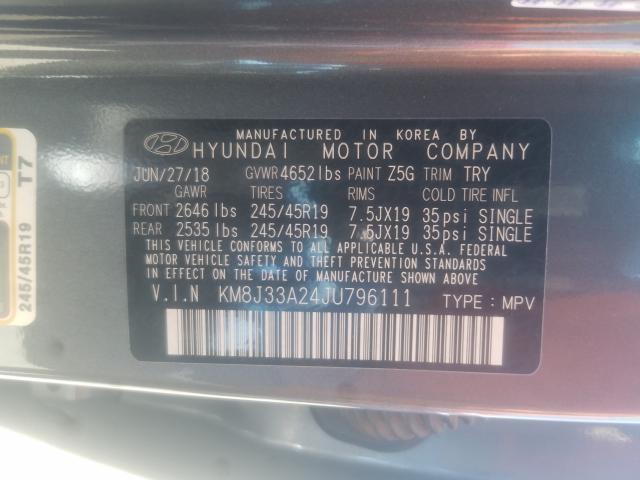 MANUFACTURED IN KOREA BY
HYUNDAI MOTOR COMPANY
JUN/27/18 GVWR 4652lbs PAINT Z5G TRIM TRY
GAWR TIRES RIMS COLD TIRE INFL
FRONT 2646 lbs 245/45R19 7.5JX19 35psi SINGLE
REAR 2535 lbs 245/45R19 7.5JX19 35psi SINGLE
THIS VEHICLE CONFORMS TO ALL APPLICABLE U.S.A. FEDERAL
MOTOR VEHICLE SAFETY AND THEFT PREVENTION STANDARDS
IN EFFECT ON THE DATE OF MANUFACTURE SHOWN ABOVE
V.I.N KM8J33A24JU796111 TYPE : MPV
245/45R19 T7